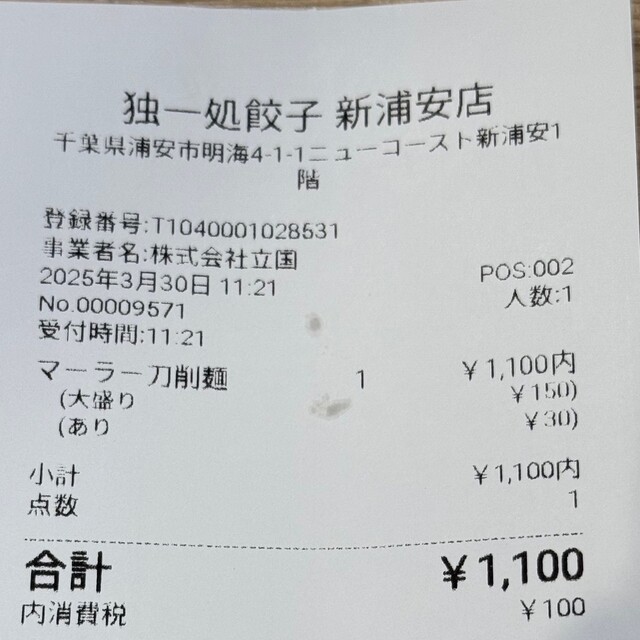 独一処餃子 新浦安店
千葉県浦安市明海4-1-1ニューコースト新浦安1
階
登録番号:T1040001028531
事業者名:株式会社立国
2025年3月30日 11:21 POS:002
No.00009571 人数:1
受付時間:11:21
マーラー刀削麺 1 ¥1,100内
(大盛り ¥150)
(あり ¥30)
小計 ¥1,100内
点数 1
合計 ¥1,100
内消費税 ¥100